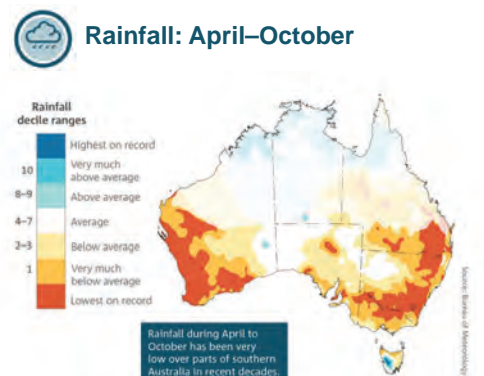 Rainfall: April–October
Rainfall
decile ranges
Highest on record
10
Very much
above average
8–9
Above average
4–7
Average
2–3
Below average
1
Very much
below average
Lowest on record
Rainfall during April to
October has been very
low over parts of southern
Australia in recent decades.
Source: Bureau of Meteorology